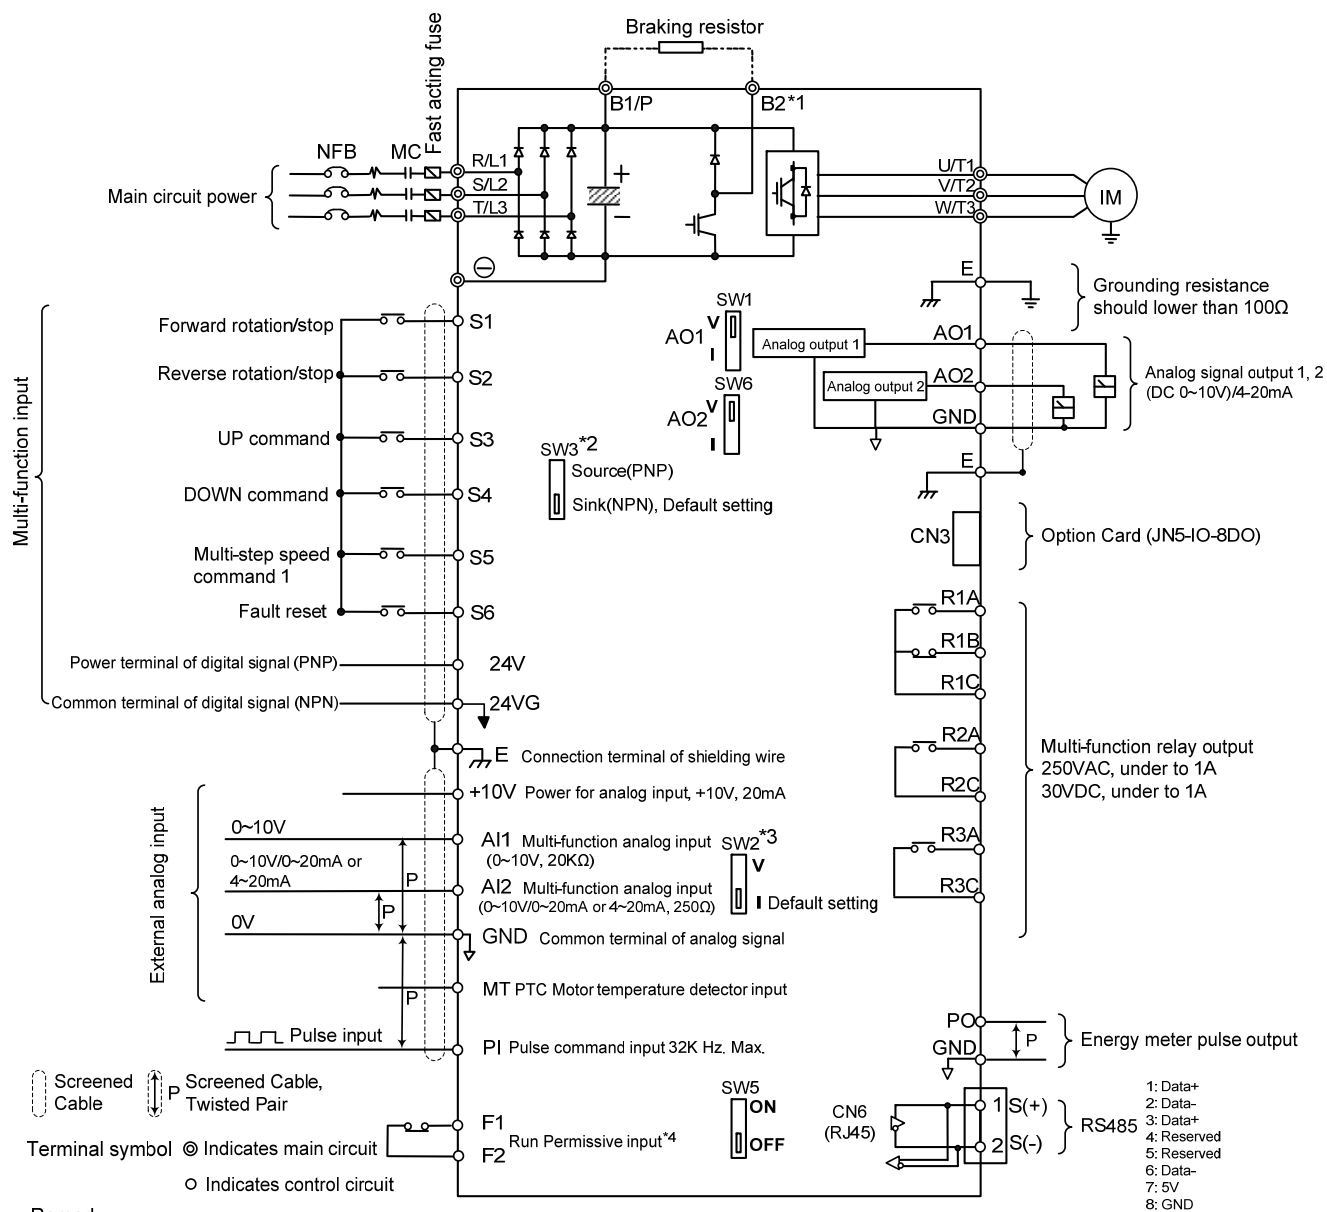 Braking resistor
Fast acting fuse
B1/P
B2*1
NFB
MC
R/L1
S/L2
T/L3
Main circuit power
+
−
U/T1
V/T2
W/T3
IM
E
Grounding resistance
should lower than 100Ω
Multi-function input
Forward rotation/stop
S1
Reverse rotation/stop
S2
UP command
S3
DOWN command
S4
Multi-step speed
command 1
S5
Fault reset
S6
Power terminal of digital signal (PNP)
24V
Common terminal of digital signal (NPN)
24VG
SW1
V
AO1
I
SW6
V
AO2
I
SW3*2
Source(PNP)
Sink(NPN), Default setting
Analog output 1
AO1
Analog output 2
AO2
GND
Analog signal output 1, 2
(DC 0~10V)/4-20mA
E
CN3
Option Card (JN5-IO-8DO)
R1A
R1B
R1C
R2A
R2C
R3A
R3C
Multi-function relay output
250VAC, under to 1A
30VDC, under to 1A
E Connection terminal of shielding wire
+10V Power for analog input, +10V, 20mA
External analog input
0~10V
AI1 Multi-function analog input
(0~10V, 20KΩ)
0~10V/0~20mA or
4~20mA
P
P
AI2 Multi-function analog input
(0~10V/0~20mA or 4~20mA, 250Ω)
SW2*3
V
I Default setting
0V
GND Common terminal of analog signal
MT PTC Motor temperature detector input
P
Pulse input
PI Pulse command input 32K Hz. Max.
PO
P
GND
Energy meter pulse output
Screened
Cable
P Screened Cable,
Twisted Pair
Terminal symbol
Indicates main circuit
Indicates control circuit
F1
F2
Run Permissive input*4
SW5
ON
OFF
CN6
(RJ45)
1 S(+)
2 S(-)
RS485
1: Data+
2: Data-
3: Data+
4: Reserved
5: Reserved
6: Data-
7: 5V
8: GND